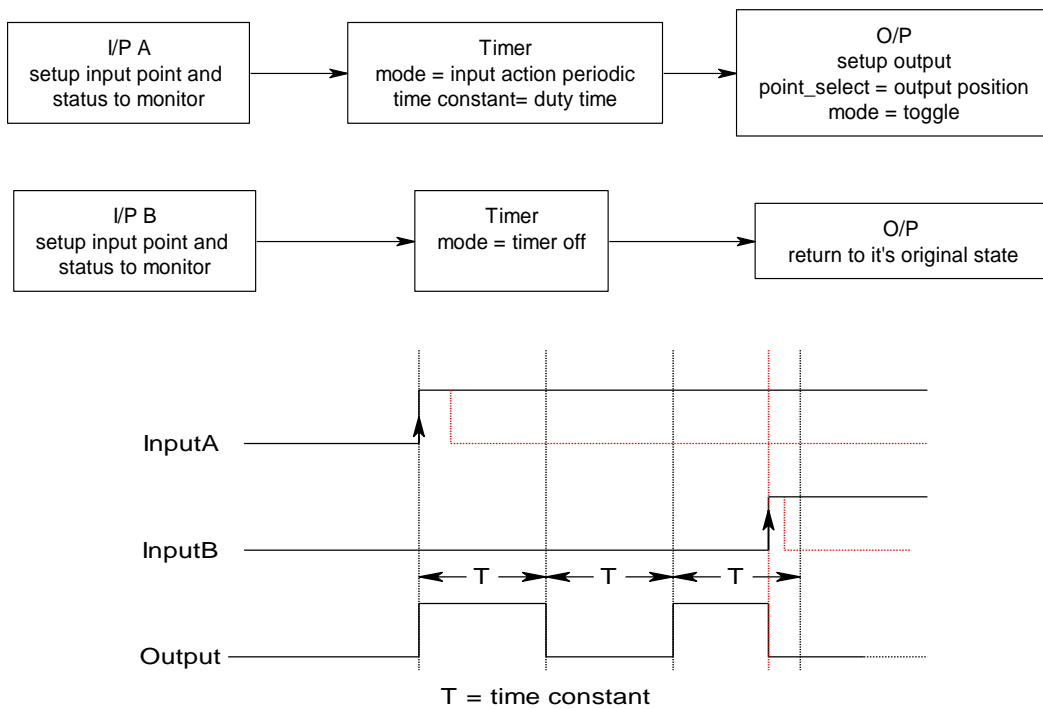 I/P A
setup input point and
status to monitor
Timer
mode = input action periodic
time constant= duty time
O/P
setup output
point_select = output position
mode = toggle
I/P B
setup input point and
status to monitor
Timer
mode = timer off
O/P
return to it's original state
InputA
InputB
T
T
T
Output
T = time constant